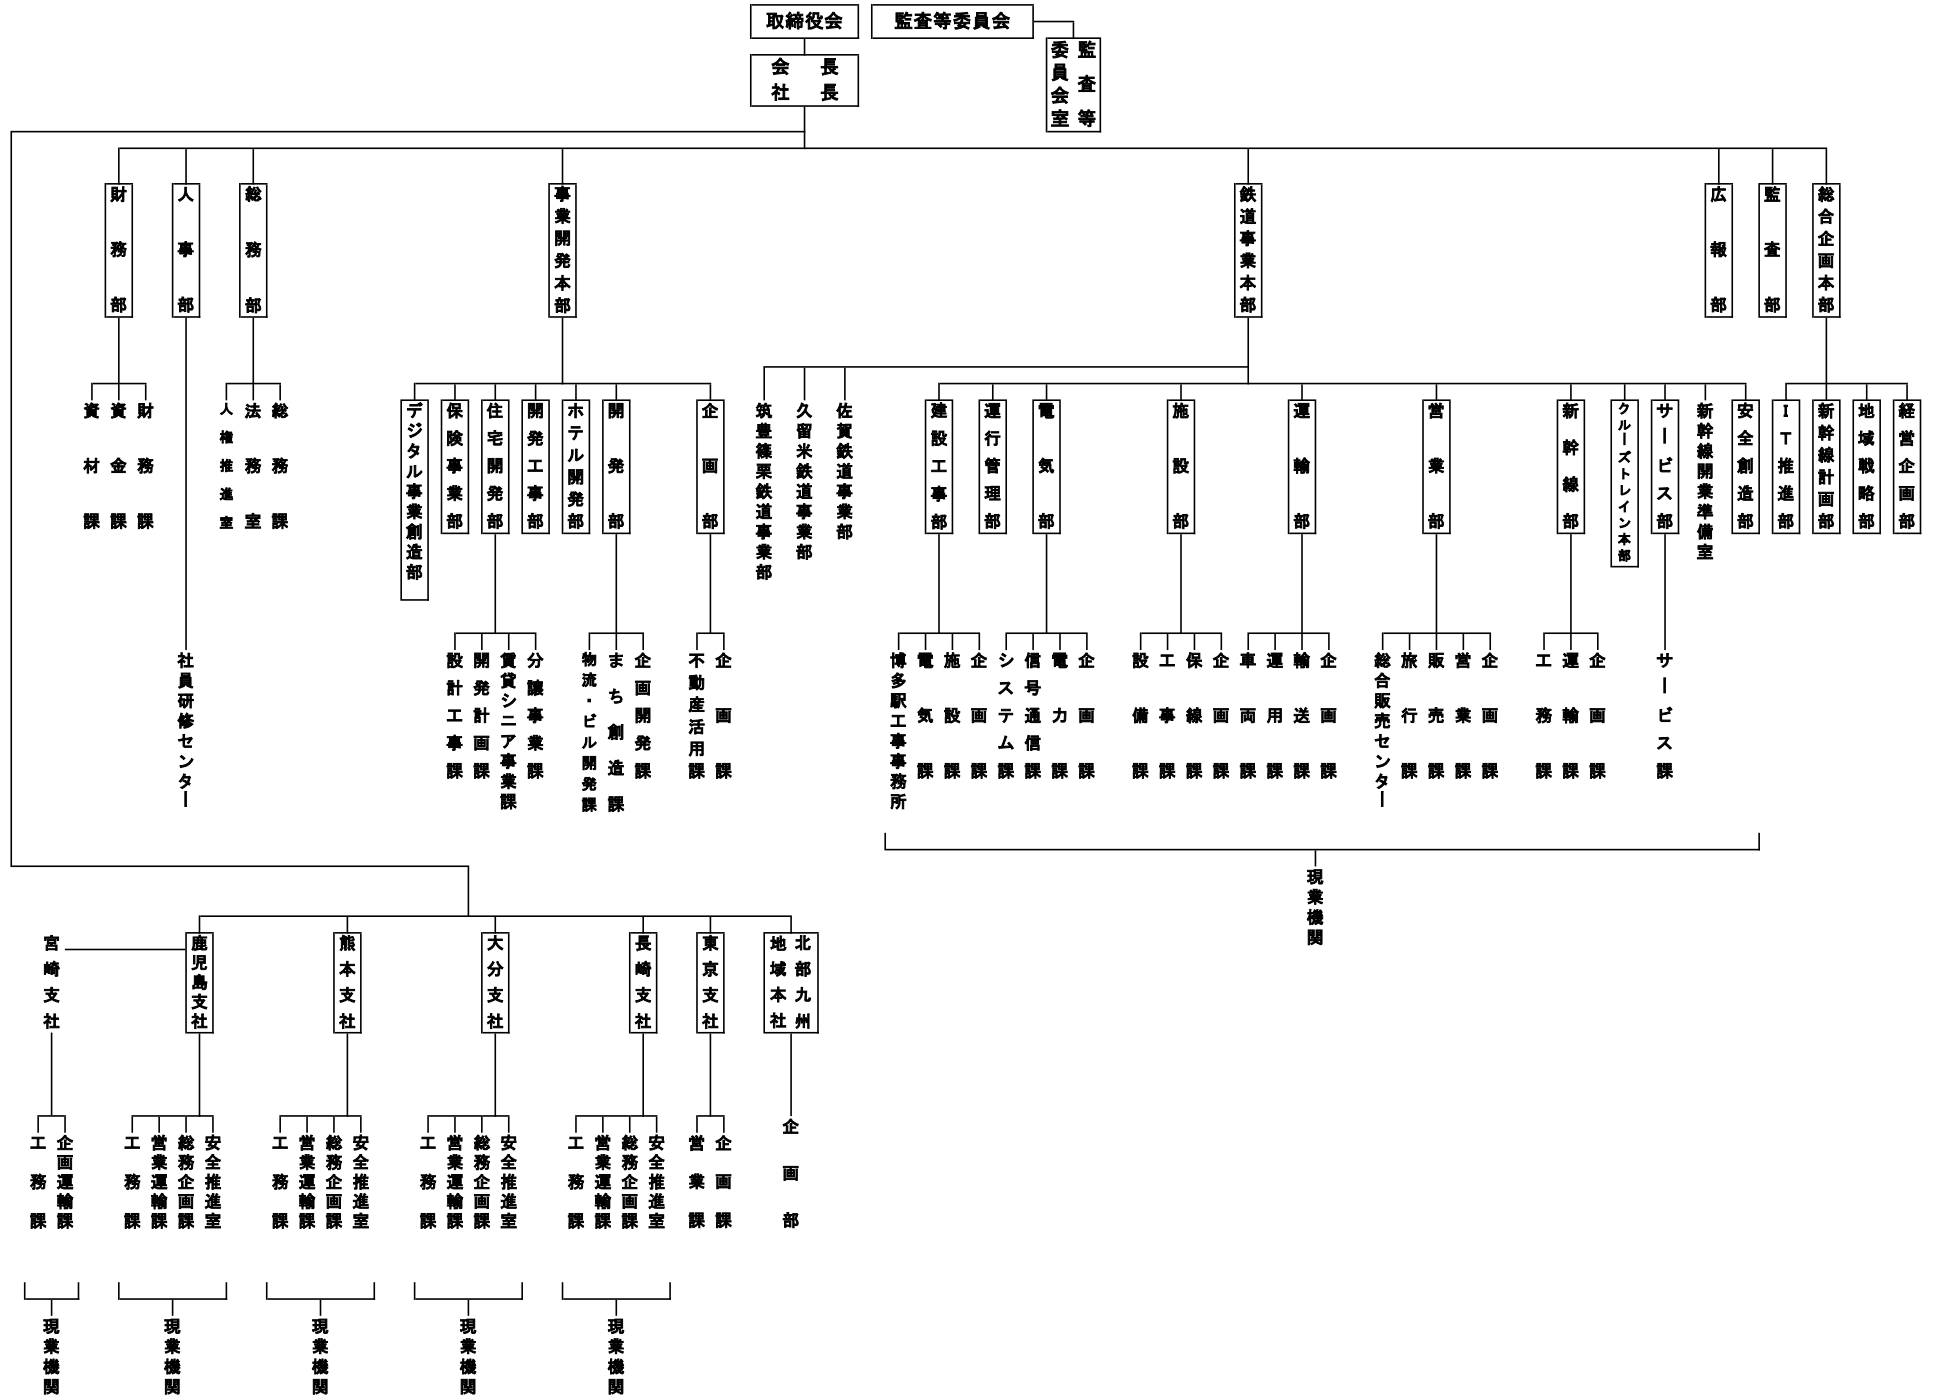 取締役会
監査等委員会
監査等
委員会室
会長
社長
総合企画本部
監査部
広報部
鉄道事業本部
事業開発本部
総務部
人事部
財務部
経営企画部
地域戦略部
新幹線計画部
IT推進部
安全創造部
新幹線開業準備室
サービス部
クルーズトレイン本部
新幹線部
営業部
運輸部
施設部
電気部
運行管理部
建設工事部
佐賀鉄道事業部
久留米鉄道事業部
筑豊篠栗鉄道事業部
企画部
開発部
ホテル開発部
開発工事部
住宅開発部
保険事業部
デジタル事業創造部
総務課
法務室
人権推進室
財務課
資金課
資材課
サービス課
企画課
運輸課
工務課
企画課
営業課
販売課
旅行課
総合販売センター
企画課
輸送課
運用課
車両課
企画課
保線課
工事課
設備課
企画課
電力課
信号通信課
システム課
企画課
施設課
電気課
博多駅工事事務所
企画課
不動産活用課
企画開発課
まち創造課
物流・ビル開発課
分譲事業課
賃貸シニア事業課
開発計画課
設計工事課
社員研修センター
現業機関
北部九州
地域本社
東京支社
長崎支社
大分支社
熊本支社
鹿児島支社
宮崎支社
企画部
企画課
営業課
安全推進室
総務企画課
営業運輸課
工務課
安全推進室
総務企画課
営業運輸課
工務課
安全推進室
総務企画課
営業運輸課
工務課
安全推進室
総務企画課
営業運輸課
工務課
企画運輸課
工務課
現業機関
現業機関
現業機関
現業機関
現業機関